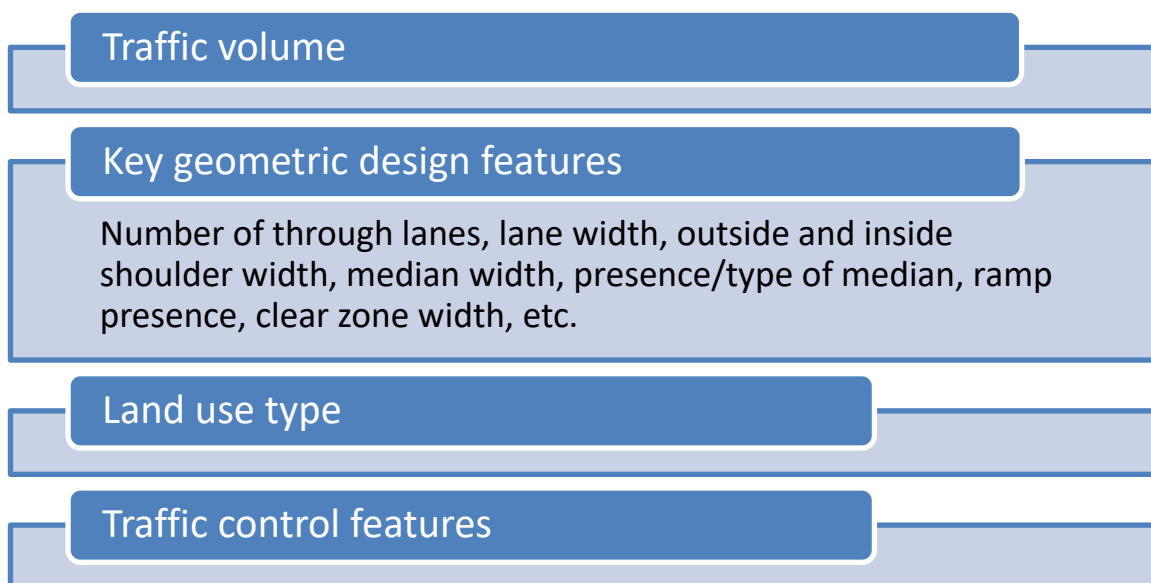 Traffic volume
Key geometric design features
Number of through lanes, lane width, outside and inside
shoulder width, median width, presence/type of median, ramp
presence, clear zone width, etc.
Land use type
Traffic control features